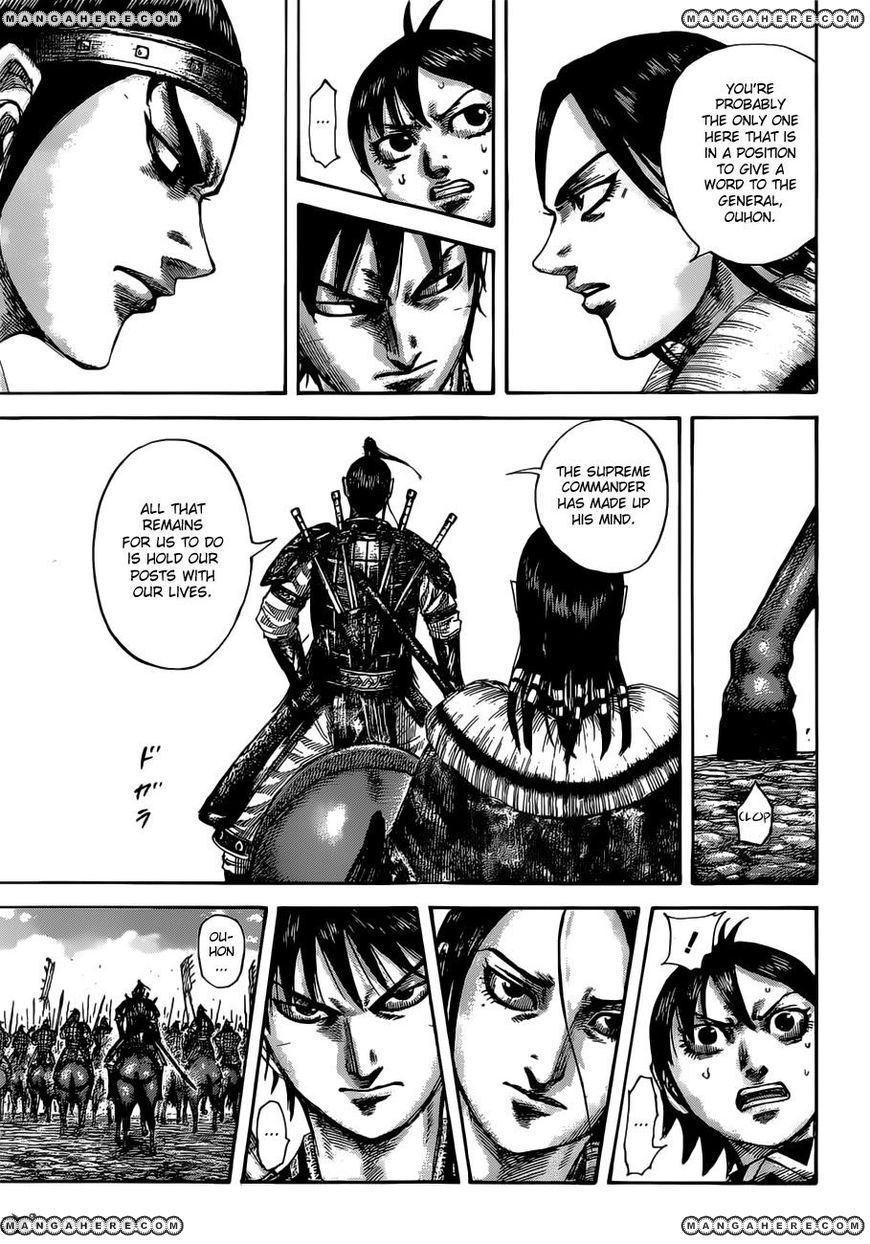 MANGAHERE.COM
MANGAHERE.COM
YOU'RE
PROBABLY
THE ONLY ONE
HERE THAT IS
IN A POSITION
TO GIVE A
WORD TO THE
GENERAL,
OUHON.
...
CLOP
THE SUPREME
COMMANDER
HAS MADE UP
HIS MIND.
ALL THAT
REMAINS
FOR US TO DO
IS HOLD OUR
POSTS WITH
OUR LIVES.
ドガラ
!
...
...
OU-
HON
...
MANGAHERE.COM
MANGAHERE.COM